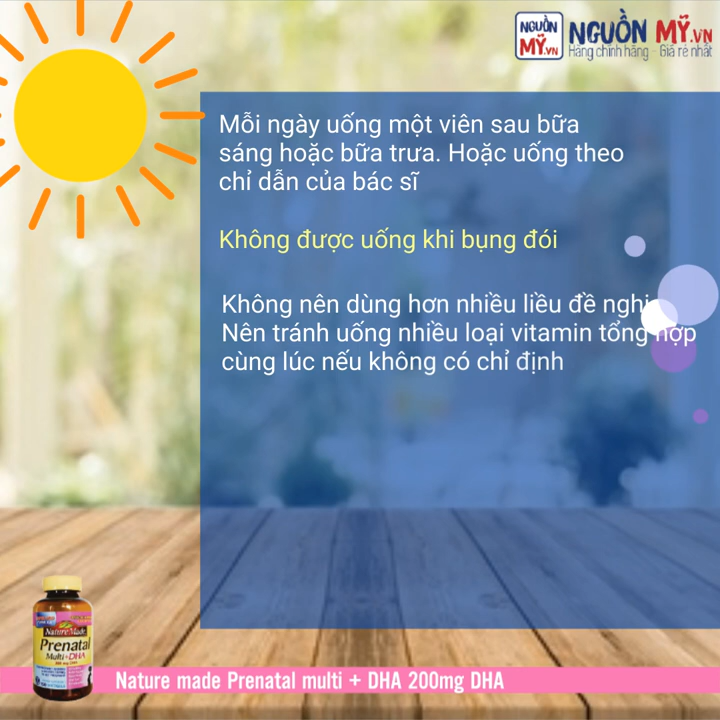 NGUỒN MỸ.VN
NGUỒN MỸ.VN
Hàng chính hãng - Giá rẻ nhất
Mỗi ngày uống một viên sau bữa
sáng hoặc bữa trưa. Hoặc uống theo
chỉ dẫn của bác sĩ
Không được uống khi bụng đói
Không nên dùng hơn nhiều liều đề nghị
Nên tránh uống nhiều loại vitamin tổng hợp
cùng lúc nếu không có chỉ định
Nature Made
Prenatal
Multi+DHA
200 mg DHA
Nature made Prenatal multi + DHA 200mg DHA